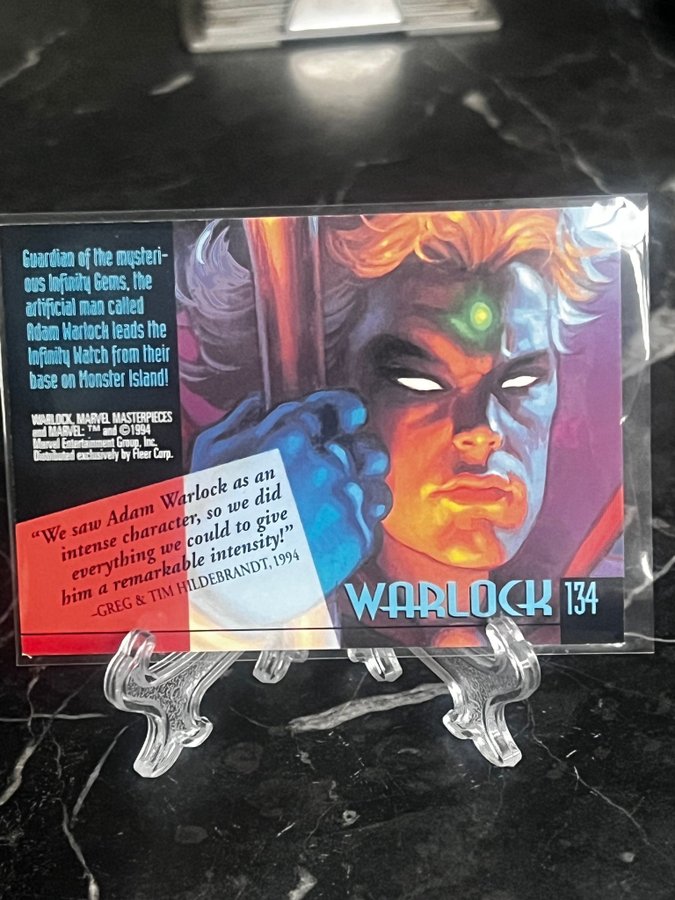 Guardian of the mysteri-
ous Infinity Gems, the
artificial man called
Adam Warlock leads the
Infinity Watch from their
base on Monster Island!
WARLOCK, MARVEL MASTERPIECES
and MARVEL: ™ and ©1994
Marvel Entertainment Group, Inc.
Distributed exclusively by Fleer Corp.
“We saw Adam Warlock as an
intense character, so we did
everything we could to give
him a remarkable intensity!”
-GREG & TIM HILDEBRANDT, 1994
WARLOCK 134